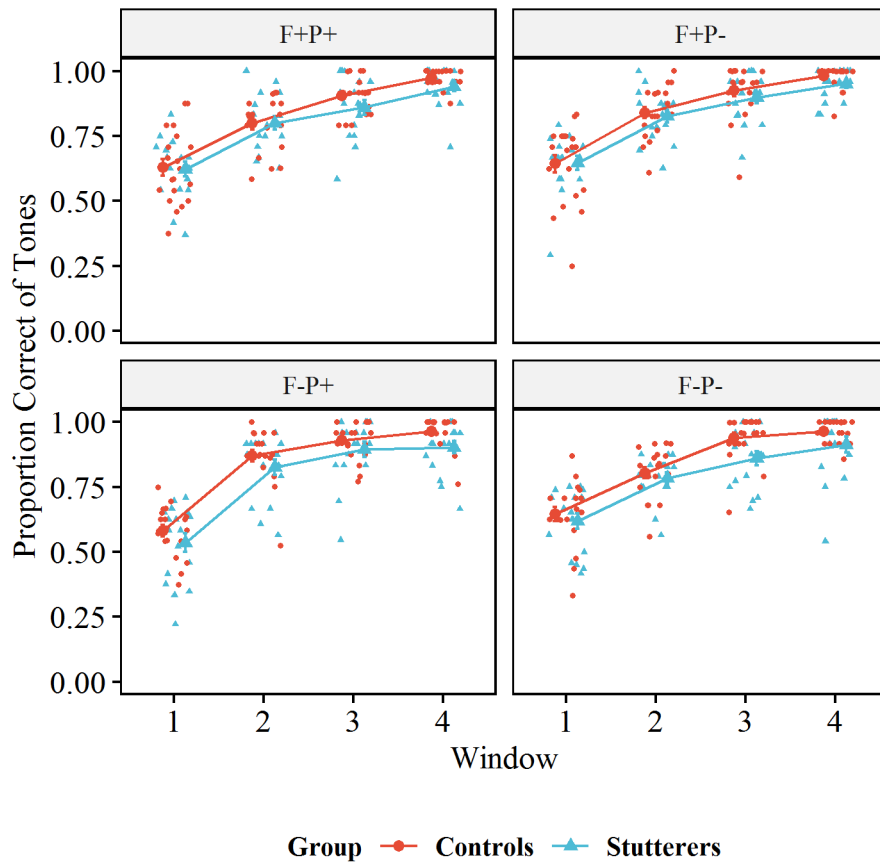 F+P+
F+P-
1.00
0.75
0.50
0.25
0.00
F-P+
F-P-
1.00
0.75
0.50
0.25
0.00
Proportion Correct of Tones
1 2 3 4
1 2 3 4
Window
Group Controls Stutterers